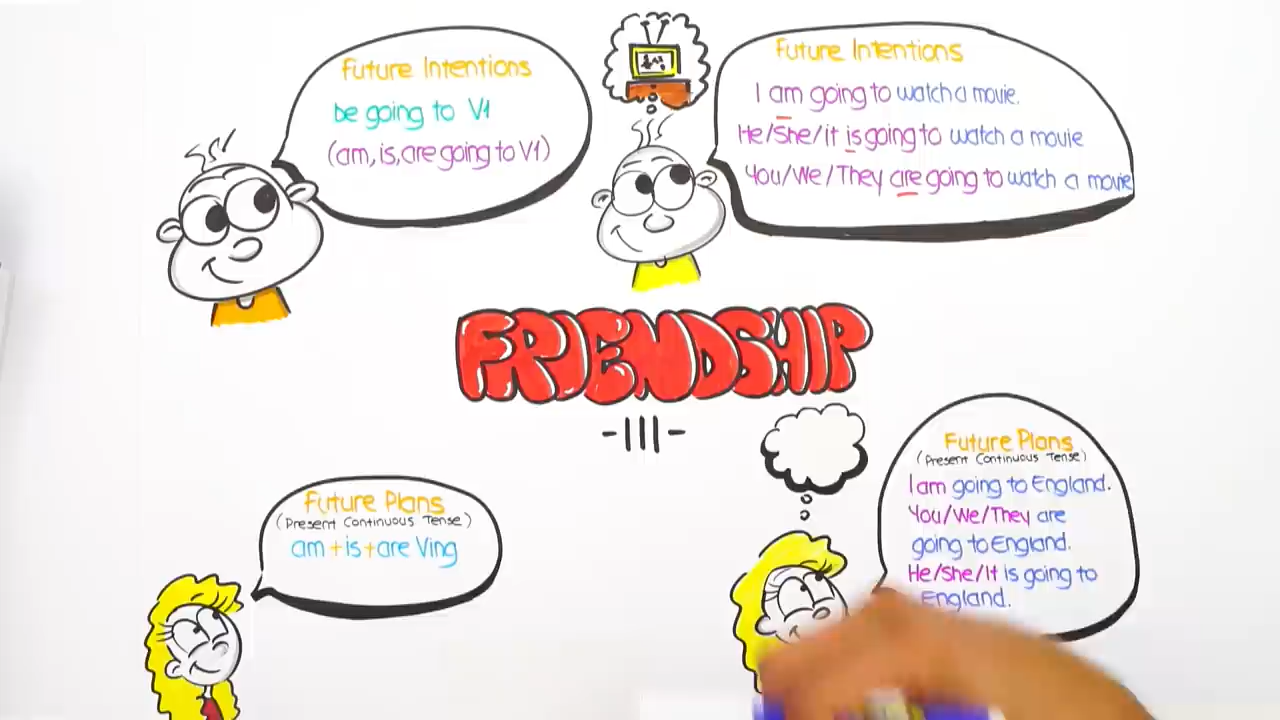 Future Intentions
be going to V1
(am, is, are going to V1)
Future Intentions
I am going to watch a movie.
He/She/it is going to watch a movie
You/We/They are going to watch a movie
FRIENDSHIP
-III-
Future Plans
(Present Continuous Tense)
am+is+are Ving
Future Plans
(Present Continuous Tense)
I am going to England.
You/We/They are
going to England.
He/She/It is going to
England.